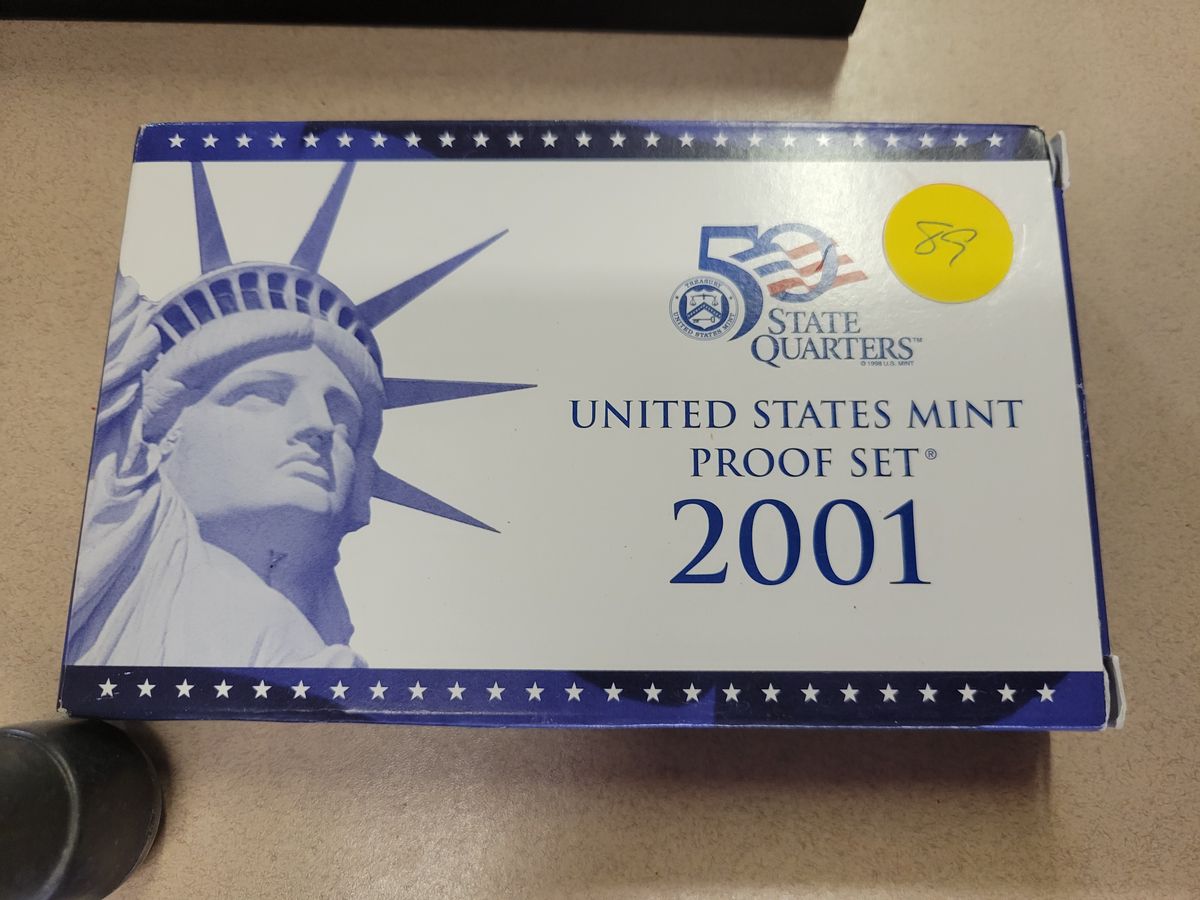 89
50
TREASURY
UNITED STATES MINT
STATE
QUARTERS™
© 1998 U.S. MINT
UNITED STATES MINT
PROOF SET®
2001